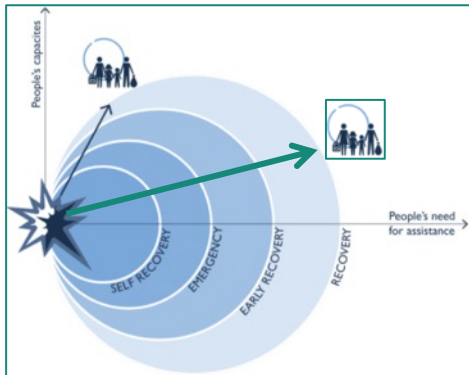 People's capacites
People's need
for assistance
SELF RECOVERY
EMERGENCY
EARLY RECOVERY
RECOVERY